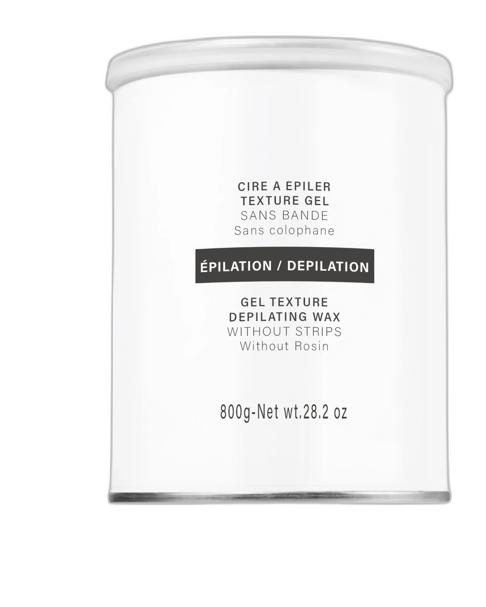 CIRE A EPILER
TEXTURE GEL
SANS BANDE
Sans colophane
ÉPILATION / DEPILATION
GEL TEXTURE
DEPILATING WAX
WITHOUT STRIPS
Without Rosin
800g-Net wt.28.2 oz